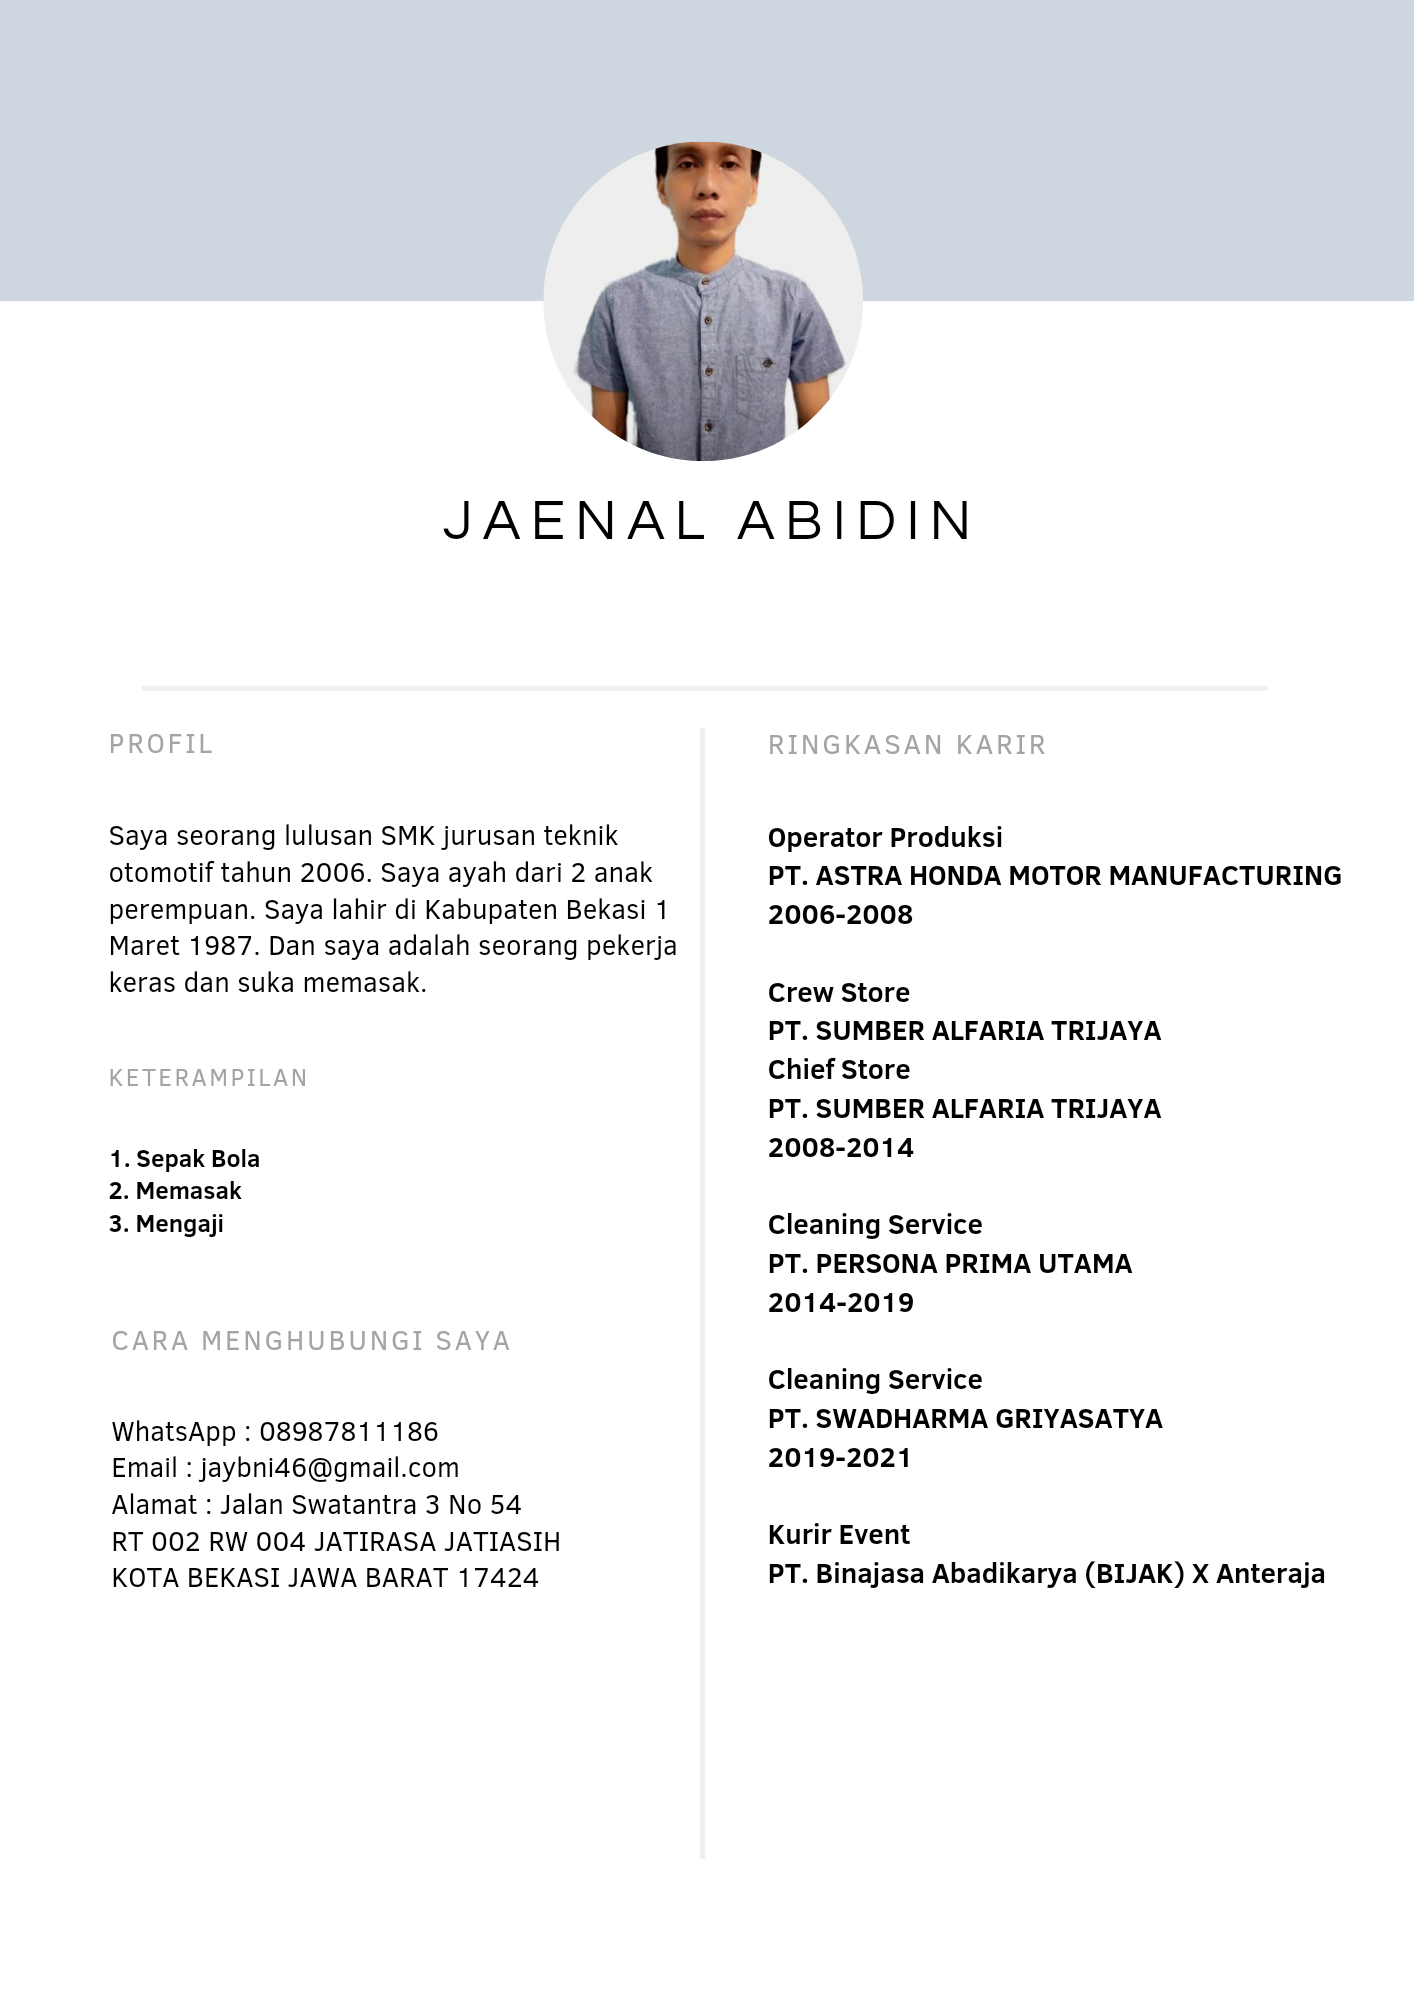 JAENAL ABIDIN
PROFIL
Saya seorang lulusan SMK jurusan teknik
otomotif tahun 2006. Saya ayah dari 2 anak
perempuan. Saya lahir di Kabupaten Bekasi 1
Maret 1987. Dan saya adalah seorang pekerja
keras dan suka memasak.
KETERAMPILAN
1. Sepak Bola
2. Memasak
3. Mengaji
CARA MENGHUBUNGI SAYA
WhatsApp : 08987811186
Email : jaybni46@gmail.com
Alamat : Jalan Swatantra 3 No 54
RT 002 RW 004 JATIRASA JATIASIH
KOTA BEKASI JAWA BARAT 17424
RINGKASAN KARIR
Operator Produksi
PT. ASTRA HONDA MOTOR MANUFACTURING
2006-2008
Crew Store
PT. SUMBER ALFARIA TRIJAYA
Chief Store
PT. SUMBER ALFARIA TRIJAYA
2008-2014
Cleaning Service
PT. PERSONA PRIMA UTAMA
2014-2019
Cleaning Service
PT. SWADHARMA GRIYASATYA
2019-2021
Kurir Event
PT. Binajasa Abadikarya (BIJAK) X Anteraja